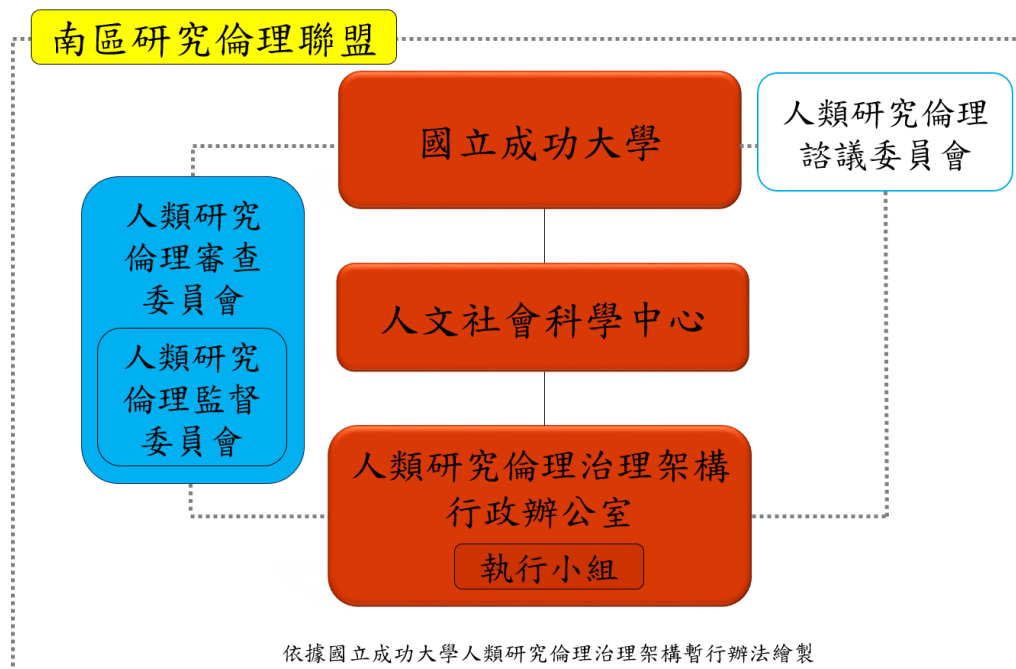 南區研究倫理聯盟
國立成功大學
人類研究倫理
諮議委員會
人類研究
倫理審查
委員會
人文社會科學中心
人類研究
倫理監督
委員會
人類研究倫理治理架構
行政辦公室
執行小組
依據國立成功大學人類研究倫理治理架構暫行辦法繪製